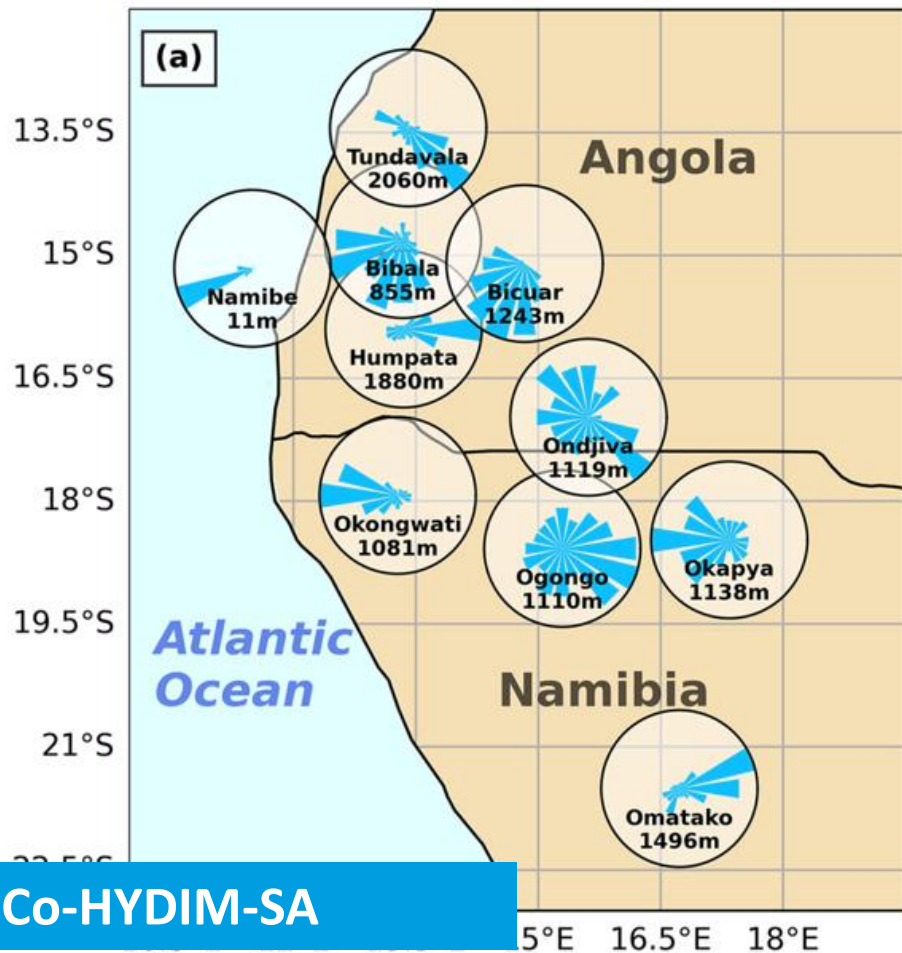 (a)
13.5°S
Angola
Tundavala
2060m
15°S
Bibala
855m
Namibe
11m
Bicuar
1243m
Humpata
1880m
16.5°S
Ondjiva
1119m
18°S
Okongwati
1081m
Ogongo
1110m
Okapya
1138m
19.5°S
Atlantic
Ocean
Namibia
21°S
Omatako
1496m
Co-HYDIM-SA
16.5°E
18°E